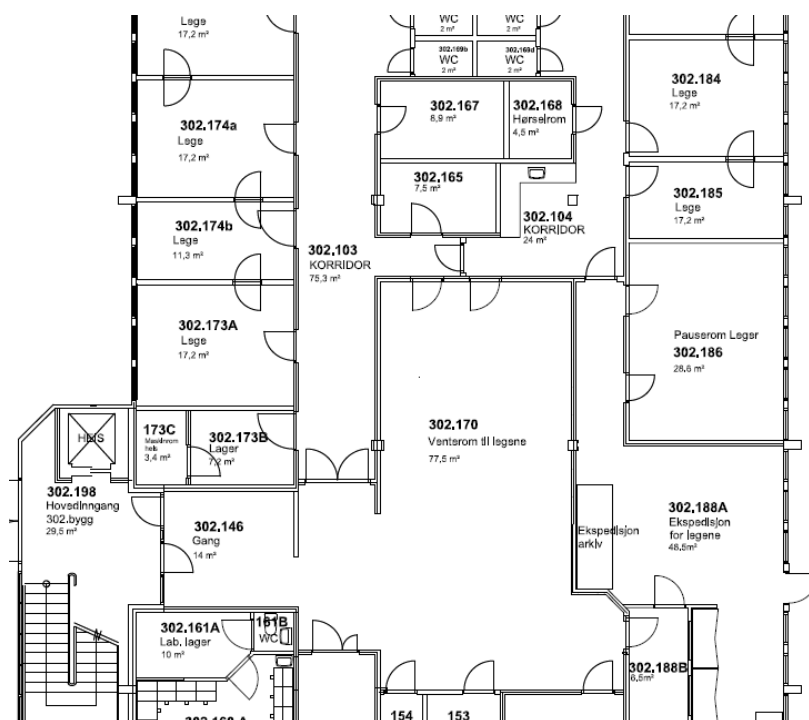 Lege
17,2 m²
WC
2 m²
WC
2 m²
302.169b
WC
2 m²
302.169d
WC
2 m²
302.184
Lege
17,2 m²
302.167
8,9 m²
302.168
Hørselrom
4,5 m²
302.174a
Lege
17,2 m²
302.165
7,5 m²
302.185
Lege
17,2 m²
302.174b
Lege
11,3 m²
302.104
KORRIDOR
24 m²
302.103
KORRIDOR
75,3 m²
302.173A
Lege
17,2 m²
Pauserom Leger
302.186
28,6 m²
HEIS
173C
Maskinrom
heis
3,4 m²
302.173B
Lager
7,2 m²
302.170
Venterom til legene
77,5 m²
302.198
Hovedinngang
302.bygg
29,5 m²
302.146
Gang
14 m²
Ekspedisjon
arkiv
302.188A
Ekspedisjon
for legene
48,5m²
302.161A
Lab. lager
10 m²
161B
WC
302.188B
6,5m²
154
153